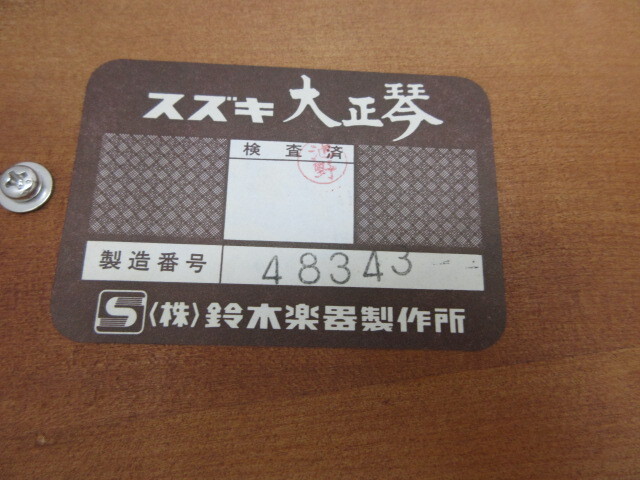 スズキ 大正琴
検査済
製造番号 48343
S 〈株〉鈴木楽器製作所